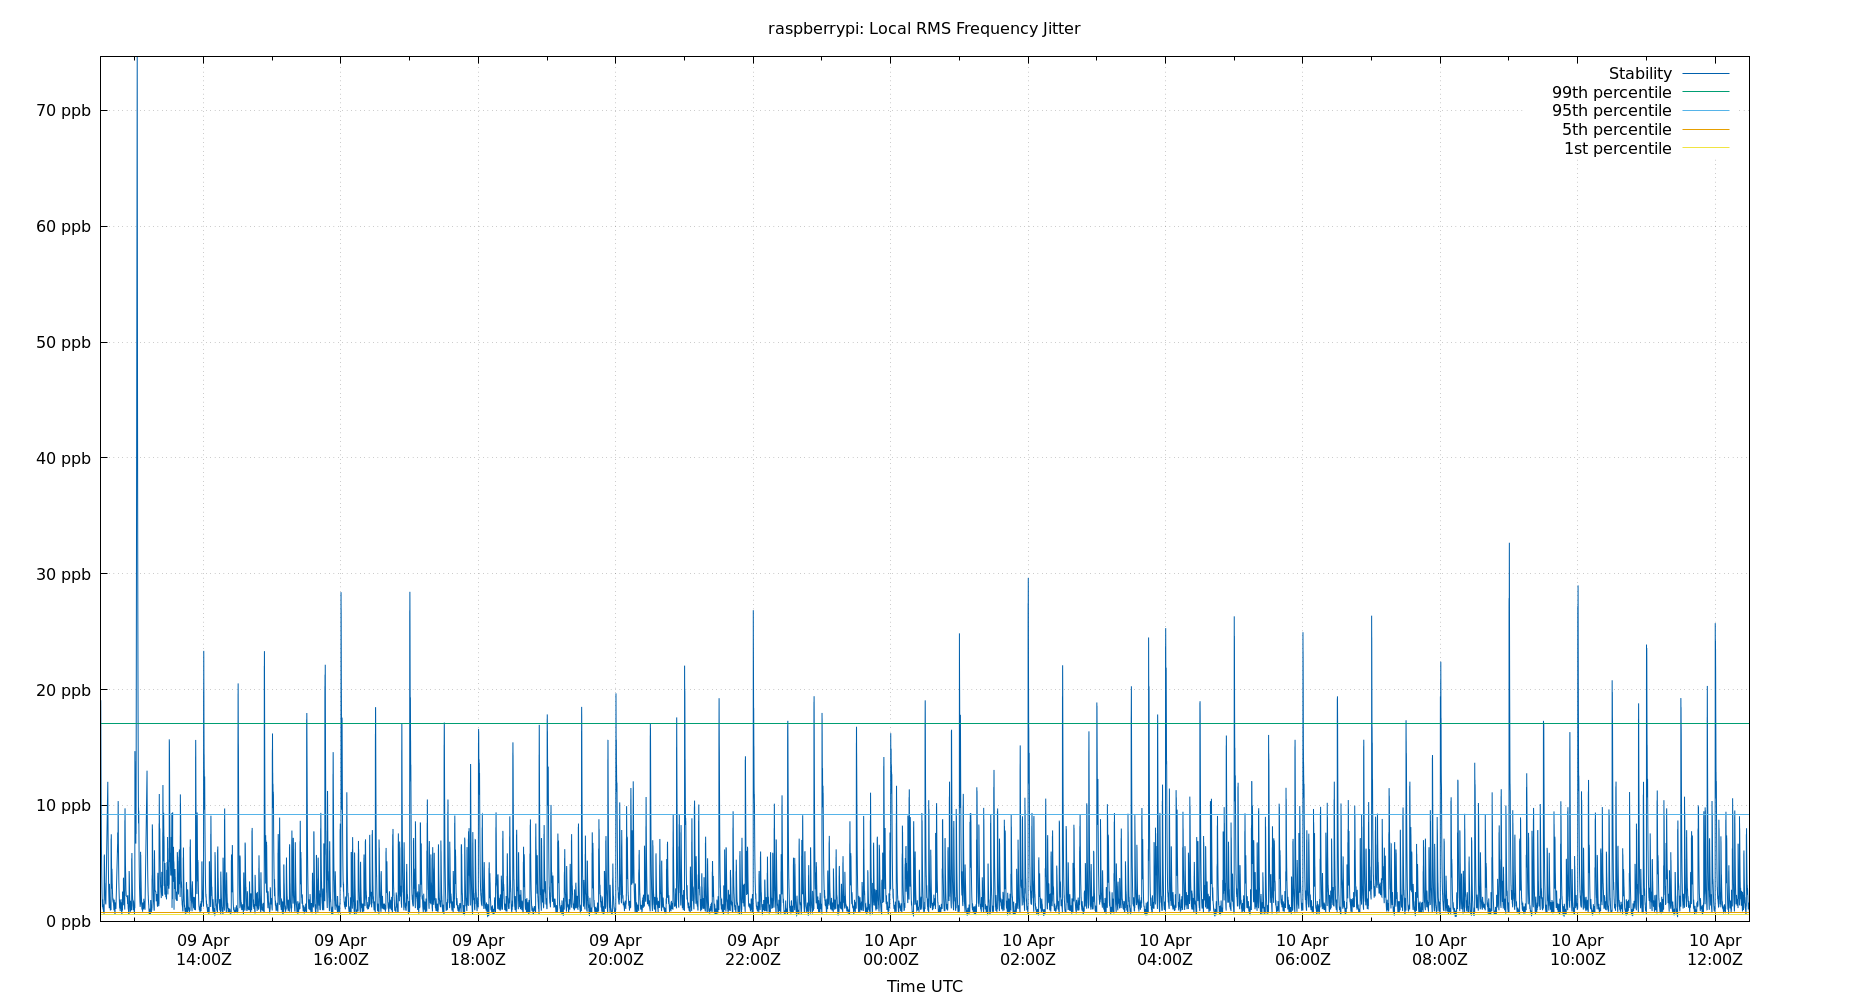 raspberrypi: Local RMS Frequency Jitter
Stability
99th percentile
95th percentile
5th percentile
1st percentile
70 ppb
60 ppb
50 ppb
40 ppb
30 ppb
20 ppb
10 ppb
0 ppb
09 Apr 09 Apr 09 Apr 09 Apr 09 Apr 10 Apr 10 Apr 10 Apr 10 Apr 10 Apr 10 Apr 10 Apr
14:00Z 16:00Z 18:00Z 20:00Z 22:00Z 00:00Z 02:00Z 04:00Z 06:00Z 08:00Z 10:00Z 12:00Z
Time UTC